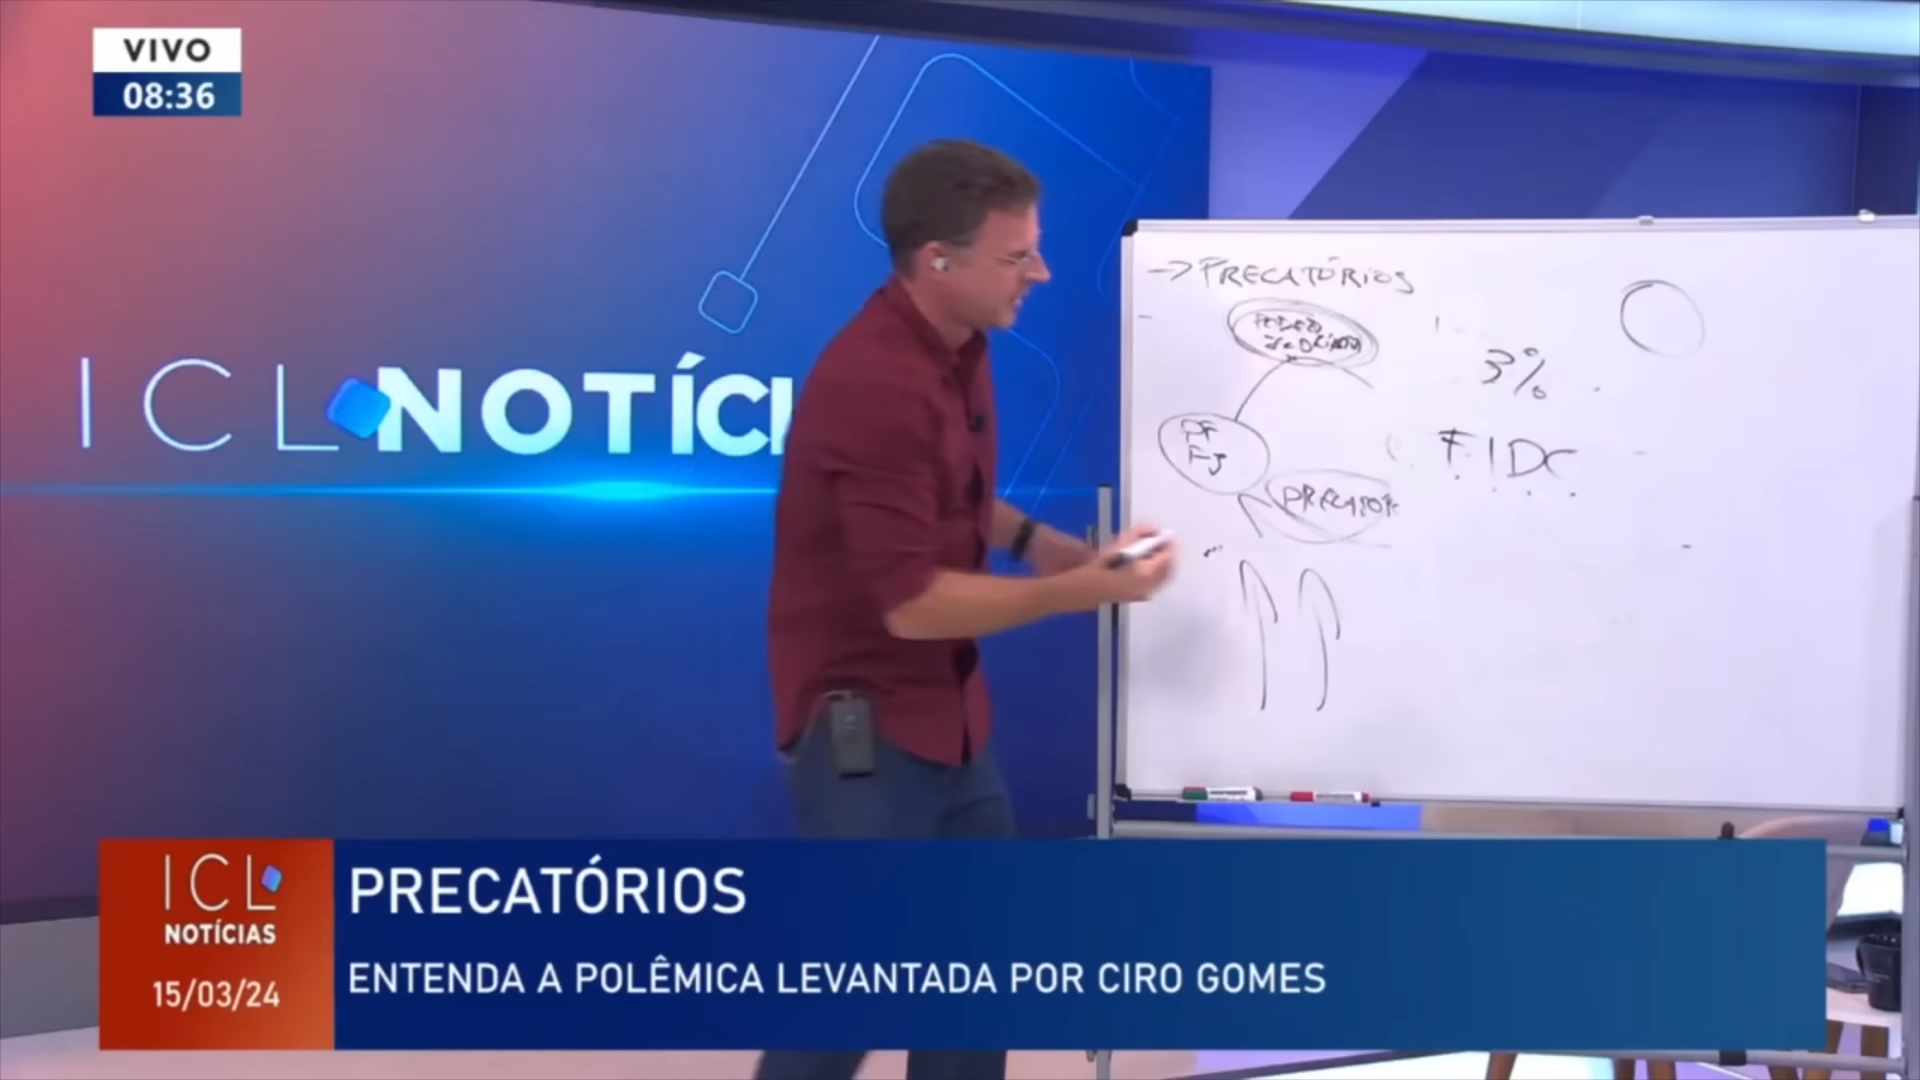 VIVO
08:36
ICL NOTÍCI
→ PRECATÓRIOS
3%
PF
PJ
FIDC
PRECATOR
ICL
NOTÍCIAS
15/03/24
PRECATÓRIOS
ENTENDA A POLÊMICA LEVANTADA POR CIRO GOMES